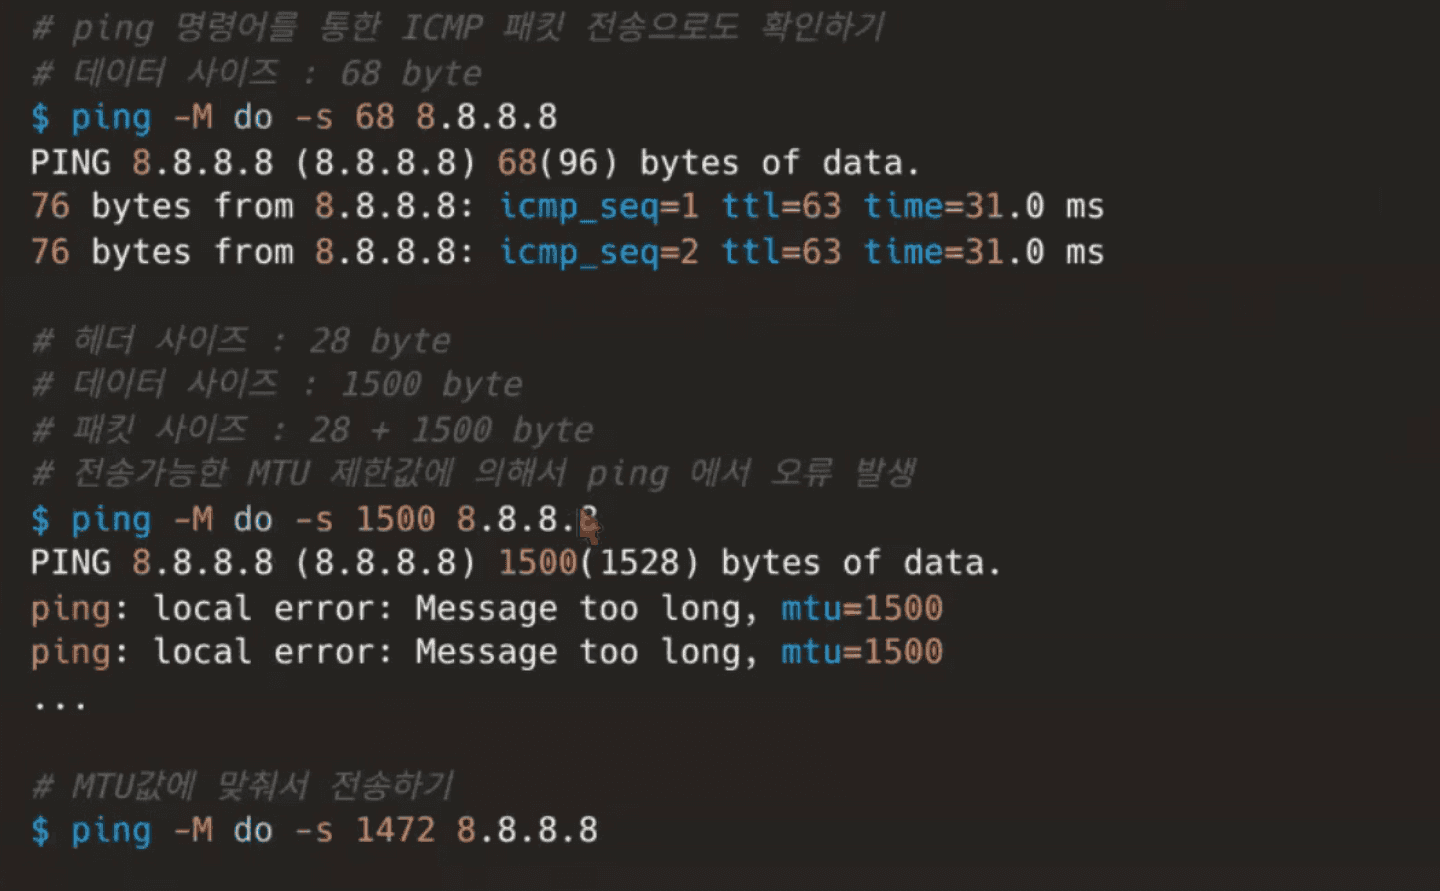 # ping 명령어를 통한 ICMP 패킷 전송으로도 확인하기
# 데이터 사이즈 : 68 byte
$ ping -M do -s 68 8.8.8.8
PING 8.8.8.8 (8.8.8.8) 68(96) bytes of data.
76 bytes from 8.8.8.8: icmp_seq=1 ttl=63 time=31.0 ms
76 bytes from 8.8.8.8: icmp_seq=2 ttl=63 time=31.0 ms
# 헤더 사이즈 : 28 byte
# 데이터 사이즈 : 1500 byte
# 패킷 사이즈 : 28 + 1500 byte
# 전송가능한 MTU 제한값에 의해서 ping 에서 오류 발생
$ ping -M do -s 1500 8.8.8.8
PING 8.8.8.8 (8.8.8.8) 1500(1528) bytes of data.
ping: local error: Message too long, mtu=1500
ping: local error: Message too long, mtu=1500
...
# MTU값에 맞춰서 전송하기
$ ping -M do -s 1472 8.8.8.8